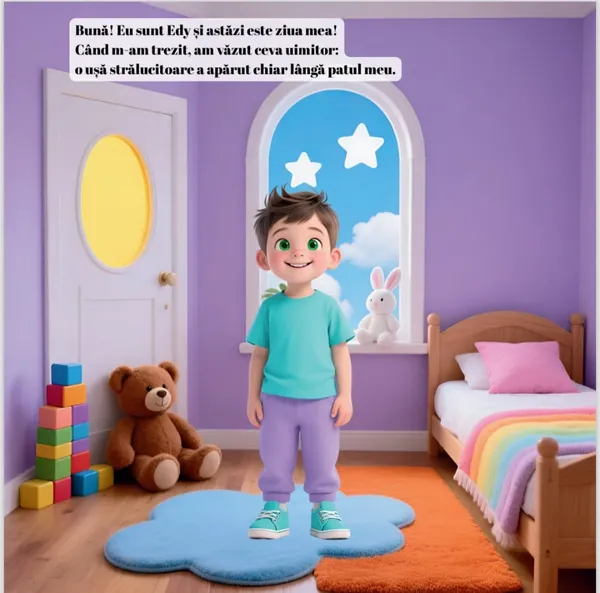 Bună! Eu sunt Edy și astăzi este ziua mea!
Când m-am trezit, am văzut ceva uimitor:
o ușă strălucitoare a apărut chiar lângă patul meu.